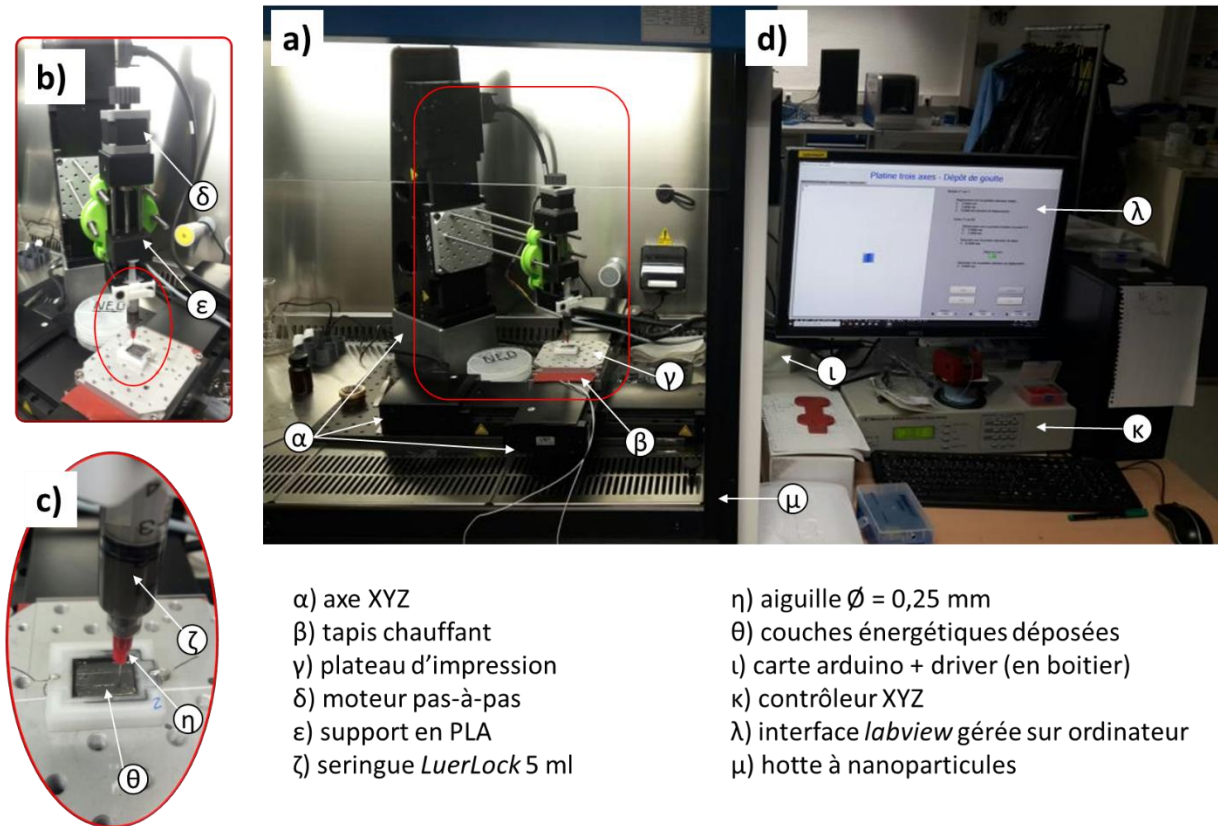 a)
d)
b)
Platine trois axes - Dépôt de goutte
δ
λ
ε
N.E.D
N.E.D
γ
ι
α
β
κ
c)
μ
3
ζ
η
θ
α) axe XYZ
β) tapis chauffant
γ) plateau d'impression
δ) moteur pas-à-pas
ε) support en PLA
ζ) seringue LuerLock 5 ml
η) aiguille Ø = 0,25 mm
θ) couches énergétiques déposées
ι) carte arduino + driver (en boitier)
κ) contrôleur XYZ
λ) interface labview gérée sur ordinateur
μ) hotte à nanoparticules